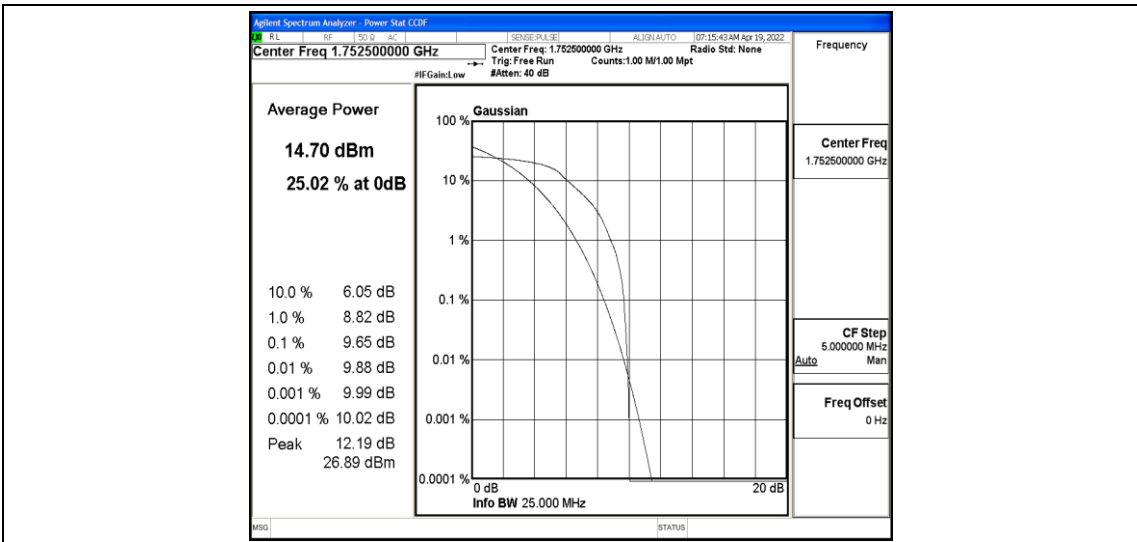 Agilent Spectrum Analyzer - Power Stat CCDF
LXI RL RF 50 Ω AC SENSE:PULSE ALIGN AUTO 07:15:43 AM Apr 19, 2022
Center Freq 1.752500000 GHz
Center Freq: 1.752500000 GHz Radio Std: None
Trig: Free Run Counts:1.00 M/1.00 Mpt
#IFGain:Low #Atten: 40 dB
Frequency
Average Power
14.70 dBm
25.02 % at 0dB
10.0 % 6.05 dB
1.0 % 8.82 dB
0.1 % 9.65 dB
0.01 % 9.88 dB
0.001 % 9.99 dB
0.0001 % 10.02 dB
Peak 12.19 dB
26.89 dBm
Gaussian
100 %
10 %
1 %
0.1 %
0.01 %
0.001 %
0.0001 %
0 dB 20 dB
Info BW 25.000 MHz
Center Freq
1.752500000 GHz
CF Step
5.000000 MHz
Auto Man
Freq Offset
0 Hz
MSG STATUS